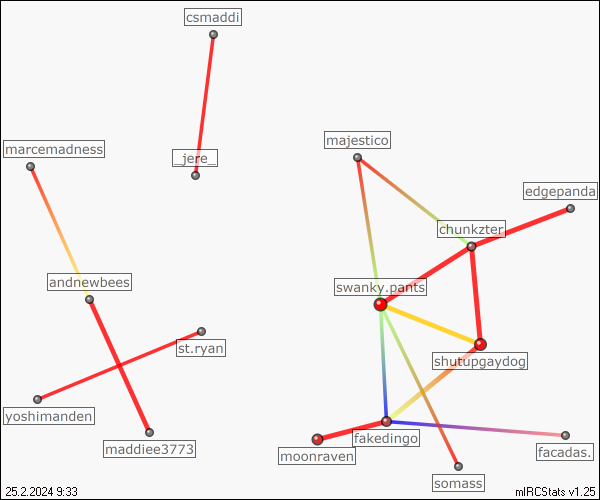 csmaddi
majestico
marcemadness
_jere_
edgepanda
chunkzter
andnewbees
swanky.pants
st.ryan
shutupgaydog
yoshimanden
fakedingo
maddiee3773
moonraven
facadas.
somass
25.2.2024 9:33
mIRCStats v1.25